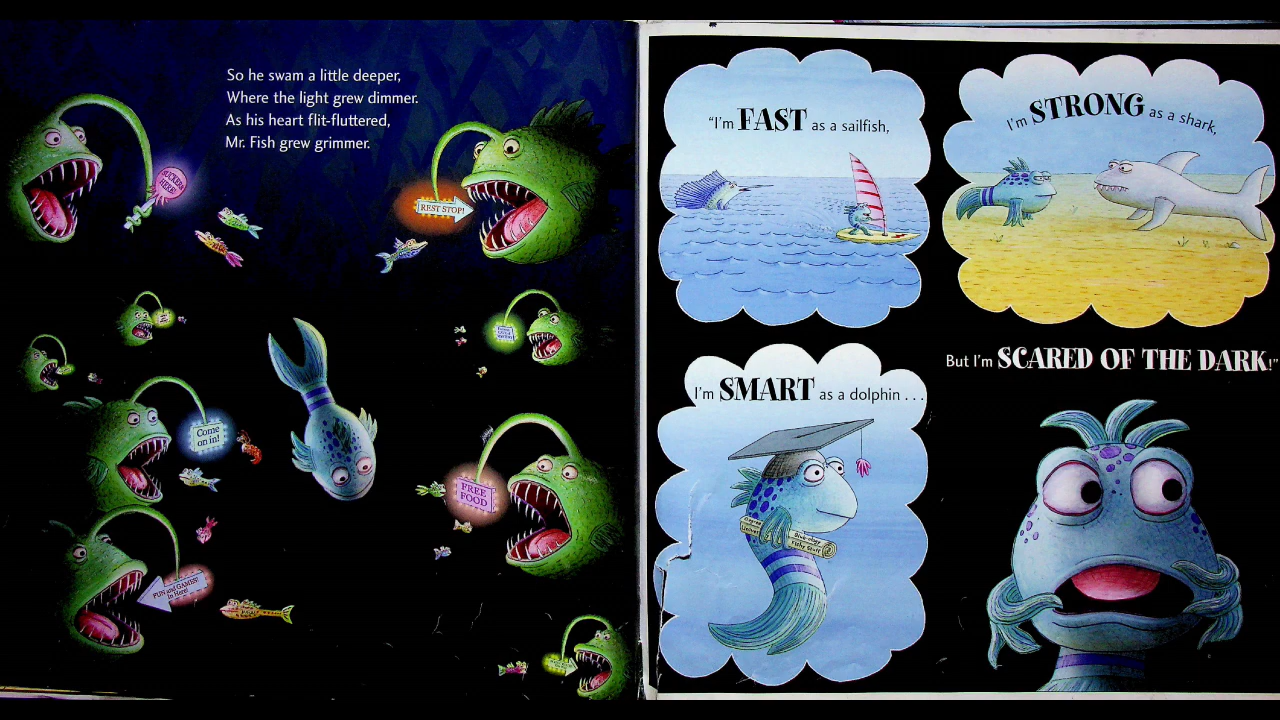 So he swam a little deeper,
Where the light grew dimmer.
As his heart flit-fluttered,
Mr. Fish grew grimmer.
SUCKERS
HERE!
REST STOP!
Come
on in!
FREE
FOOD
FUN and GAMES!
In Here!
"I'm FAST as a sailfish,
I'm STRONG as a shark,
I'm SMART as a dolphin . . .
But I'm SCARED OF THE DARK!"